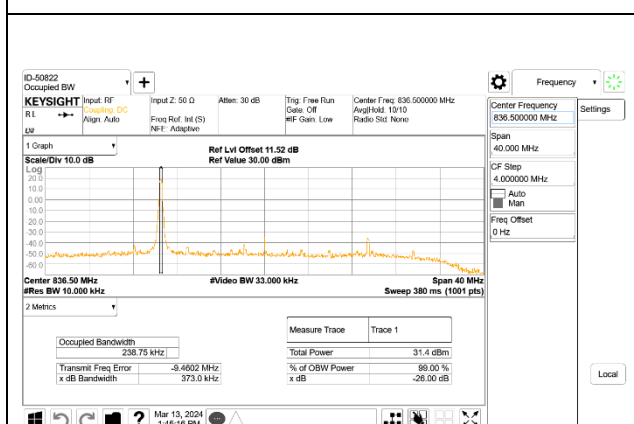 ID-50822
Occupied BW
Frequency
KEYSIGHT
R L
Input: RF
Coupling: DC
Align: Auto
Input Z: 50 Ω
Freq Ref: Int (S)
NFE: Adaptive
Atten: 30 dB
Trig: Free Run
Gate: Off
#IF Gain: Low
Center Freq: 836.500000 MHz
Avg|Hold: 10/10
Radio Std: None
Center Frequency
836.500000 MHz
Settings
Span
40.000 MHz
CF Step
4.000000 MHz
Auto
Man
Freq Offset
0 Hz
1 Graph
Scale/Div 10.0 dB
Ref Lvl Offset 11.52 dB
Ref Value 30.00 dBm
Log
20.0
10.0
0.00
-10.0
-20.0
-30.0
-40.0
-50.0
-60.0
Center 836.50 MHz
#Video BW 33.000 kHz
Span 40 MHz
#Res BW 10.000 kHz
Sweep 380 ms (1001 pts)
2 Metrics
Measure Trace
Trace 1
Occupied Bandwidth
238.75 kHz
Total Power
31.4 dBm
Transmit Freq Error
-9.4602 MHz
% of OBW Power
99.00 %
x dB Bandwidth
373.0 kHz
x dB
-26.00 dB
Local
Mar 13, 2024
1:45:16 PM